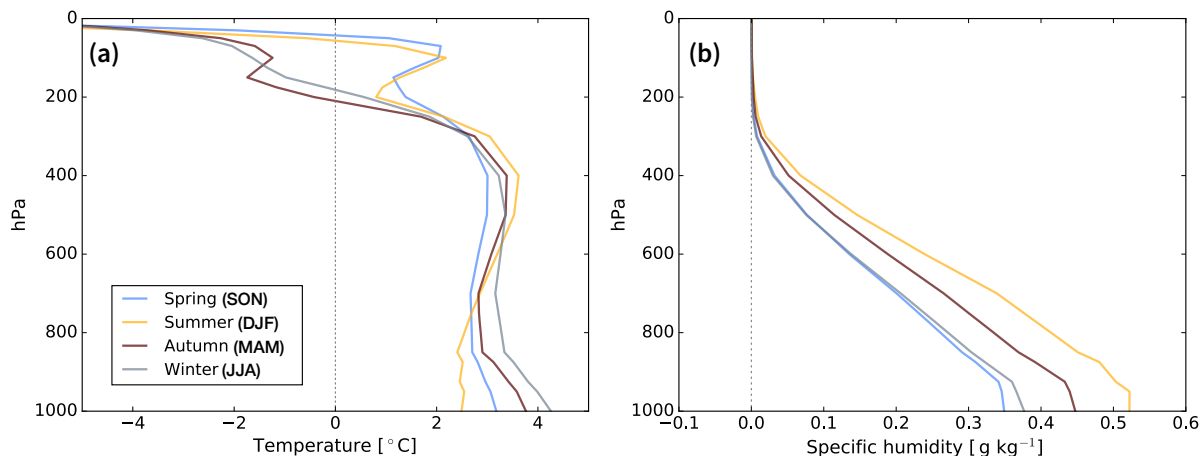 (a)
0
200
400
600
800
1000
hPa
Spring (SON)
Summer (DJF)
Autumn (MAM)
Winter (JJA)
−4 −2 0 2 4
Temperature [°C]
(b)
0
200
400
600
800
1000
hPa
−0.1 0.0 0.1 0.2 0.3 0.4 0.5 0.6
Specific humidity [ g kg⁻¹]